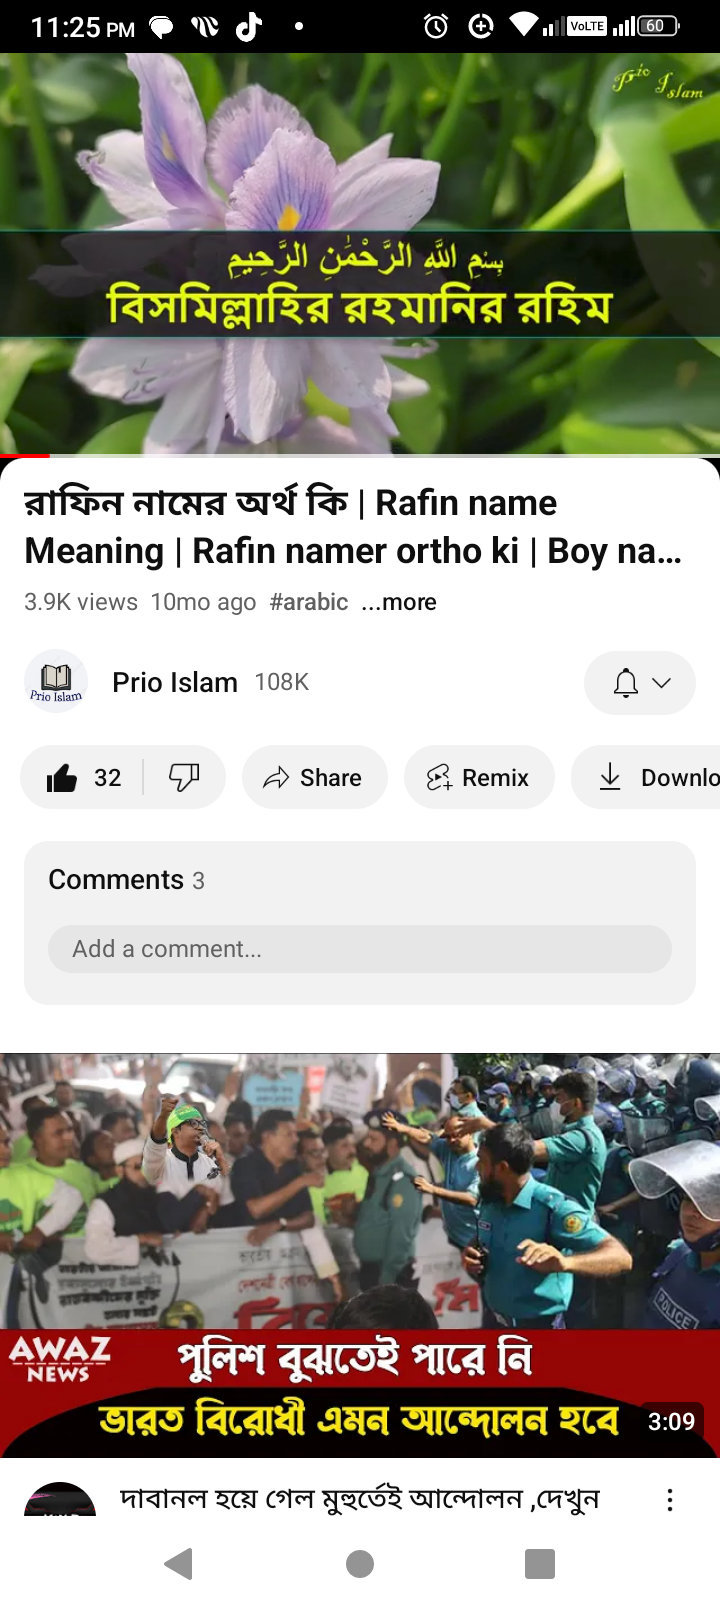 11:25 PM
VoLTE
60
Prio Islam
بِسْمِ اللَّهِ الرَّحْمَٰنِ الرَّحِيمِ
বিসমিল্লাহির রহমানির রহিম
রাফিন নামের অর্থ কি | Rafin name
Meaning | Rafin namer ortho ki | Boy na...
3.9K views 10mo ago #arabic ...more
Prio Islam
Prio Islam 108K
32
Share
Remix
Downlo
Comments 3
Add a comment...
POLICE
AWAZ
NEWS
পুলিশ বুঝতেই পারে নি
ভারত বিরোধী এমন আন্দোলন হবে
3:09
দাবানল হয়ে গেল মুহুর্তেই আন্দোলন ,দেখুন